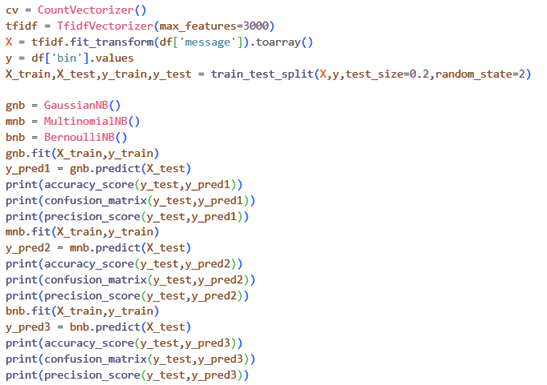 cv = CountVectorizer()
tfidf = TfidfVectorizer(max_features=3000)
X = tfidf.fit_transform(df['message']).toarray()
y = df['bin'].values
X_train,X_test,y_train,y_test = train_test_split(X,y,test_size=0.2,random_state=2)
gnb = GaussianNB()
mnb = MultinomialNB()
bnb = BernoulliNB()
gnb.fit(X_train,y_train)
y_pred1 = gnb.predict(X_test)
print(accuracy_score(y_test,y_pred1))
print(confusion_matrix(y_test,y_pred1))
print(precision_score(y_test,y_pred1))
mnb.fit(X_train,y_train)
y_pred2 = mnb.predict(X_test)
print(accuracy_score(y_test,y_pred2))
print(confusion_matrix(y_test,y_pred2))
print(precision_score(y_test,y_pred2))
bnb.fit(X_train,y_train)
y_pred3 = bnb.predict(X_test)
print(accuracy_score(y_test,y_pred3))
print(confusion_matrix(y_test,y_pred3))
print(precision_score(y_test,y_pred3))